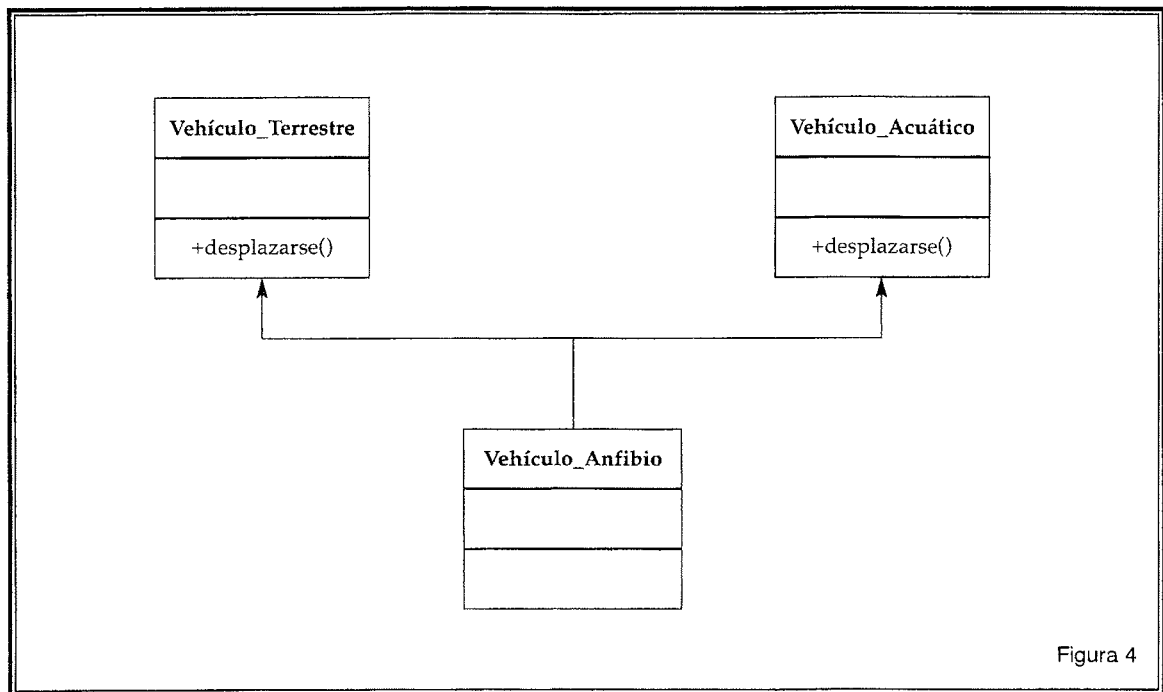 Vehículo_Terrestre
+desplazarse()
Vehículo_Acuático
+desplazarse()
Vehículo_Anfibio
Figura 4